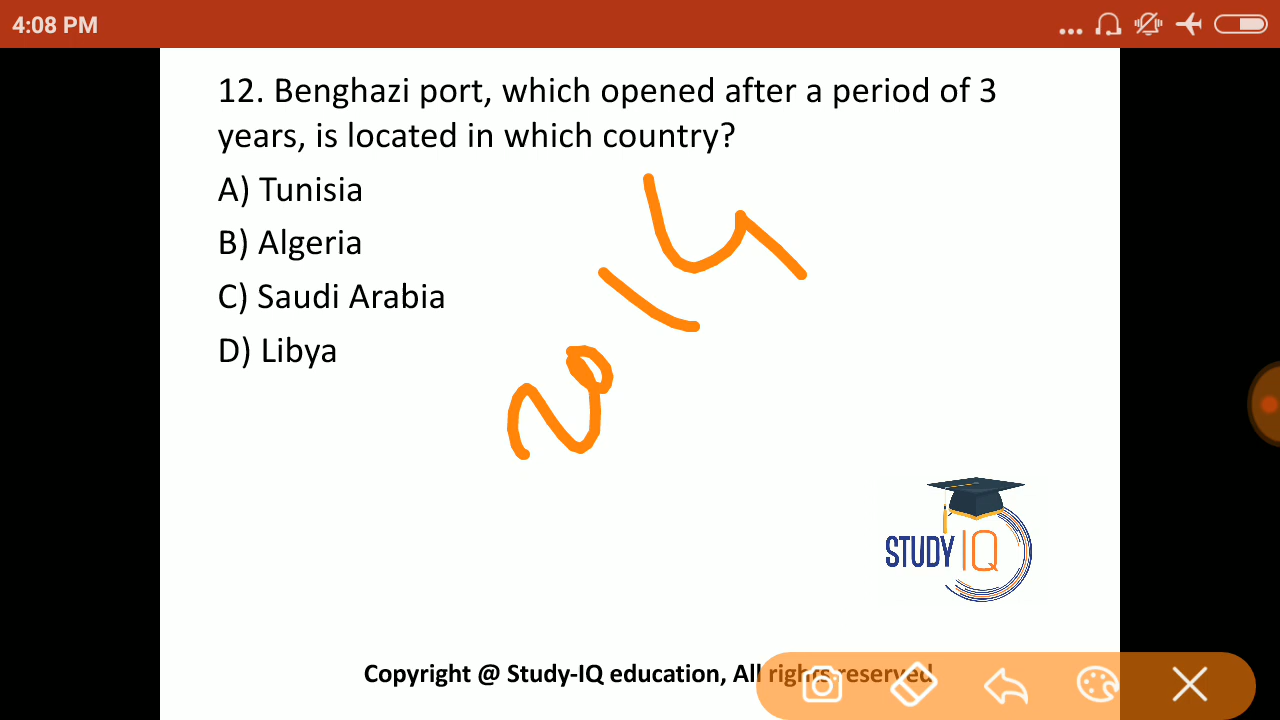 4:08 PM
12. Benghazi port, which opened after a period of 3
years, is located in which country?
A) Tunisia
B) Algeria
C) Saudi Arabia
D) Libya
2014
STUDY IQ
Copyright @ Study-IQ education, All rights reserved